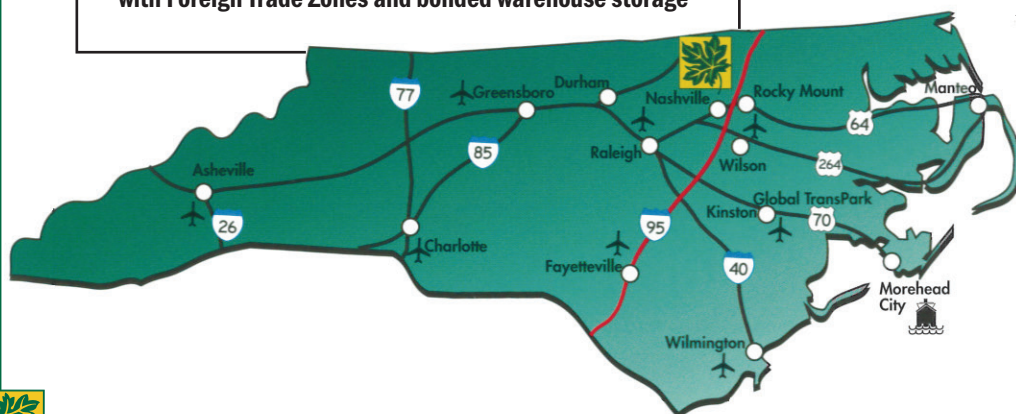 with Foreign Trade Zones and bonded warehouse storage
77
Greensboro
Durham
Nashville
Rocky Mount
Manteo
64
85
Raleigh
Wilson
264
Asheville
Global TransPark
Kinston
70
26
95
Charlotte
Fayetteville
40
Morehead
City
Wilmington